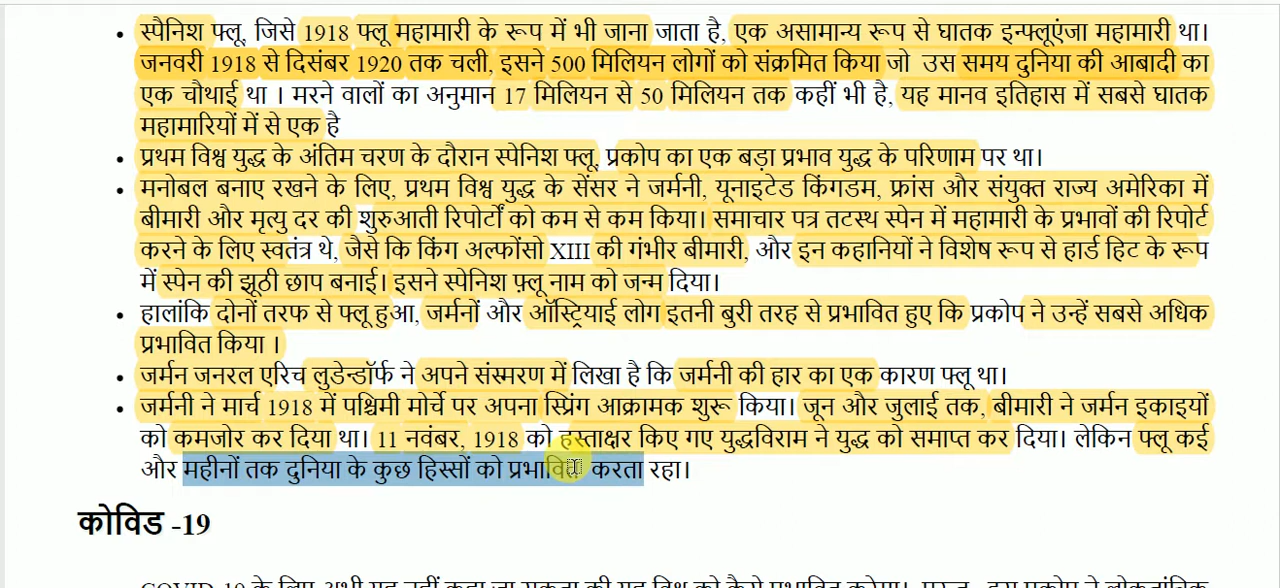 • स्पैनिश फ्लू, जिसे 1918 फ्लू महामारी के रूप में भी जाना जाता है, एक असामान्य रूप से घातक इन्फ्लूएंजा महामारी था।
जनवरी 1918 से दिसंबर 1920 तक चली, इसने 500 मिलियन लोगों को संक्रमित किया जो उस समय दुनिया की आबादी का
एक चौथाई था । मरने वालों का अनुमान 17 मिलियन से 50 मिलियन तक कहीं भी है, यह मानव इतिहास में सबसे घातक
महामारियों में से एक है
• प्रथम विश्व युद्ध के अंतिम चरण के दौरान स्पेनिश फ्लू, प्रकोप का एक बड़ा प्रभाव युद्ध के परिणाम पर था।
• मनोबल बनाए रखने के लिए, प्रथम विश्व युद्ध के सेंसर ने जर्मनी, यूनाइटेड किंगडम, फ्रांस और संयुक्त राज्य अमेरिका में
बीमारी और मृत्यु दर की शुरुआती रिपोर्टों को कम से कम किया। समाचार पत्र तटस्थ स्पेन में महामारी के प्रभावों की रिपोर्ट
करने के लिए स्वतंत्र थे, जैसे कि किंग अल्फोंसो XIII की गंभीर बीमारी, और इन कहानियों ने विशेष रूप से हार्ड हिट के रूप
में स्पेन की झूठी छाप बनाई। इसने स्पेनिश फ़्लू नाम को जन्म दिया।
• हालांकि दोनों तरफ से फ्लू हुआ, जर्मनों और ऑस्ट्रियाई लोग इतनी बुरी तरह से प्रभावित हुए कि प्रकोप ने उन्हें सबसे अधिक
प्रभावित किया ।
• जर्मन जनरल एरिच लुडेन्डॉर्फ ने अपने संस्मरण में लिखा है कि जर्मनी की हार का एक कारण फ्लू था।
• जर्मनी ने मार्च 1918 में पश्चिमी मोर्चे पर अपना स्प्रिंग आक्रामक शुरू किया। जून और जुलाई तक, बीमारी ने जर्मन इकाइयों
को कमजोर कर दिया था। 11 नवंबर, 1918 को हस्ताक्षर किए गए युद्धविराम ने युद्ध को समाप्त कर दिया। लेकिन फ्लू कई
और महीनों तक दुनिया के कुछ हिस्सों को प्रभावित करता रहा।
कोविड -19